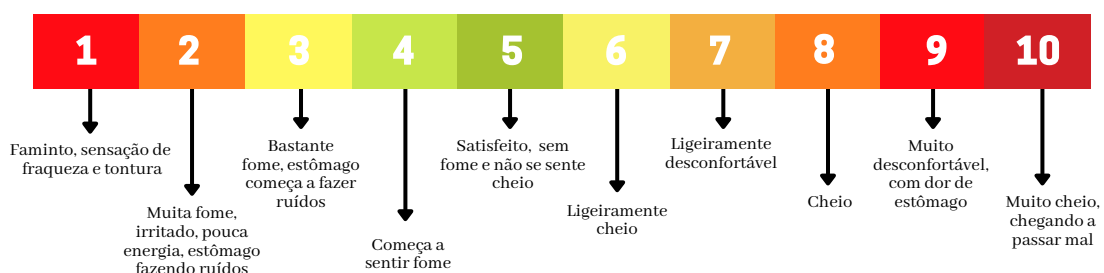 1 2 3 4 5 6 7 8 9 10
Faminto, sensação de
fraqueza e tontura
Muita fome,
irritado, pouca
energia, estômago
fazendo ruídos
Bastante
fome, estômago
começa a fazer
ruídos
Começa a
sentir fome
Satisfeito, sem
fome e não se sente
cheio
Ligeiramente
cheio
Ligeiramente
desconfortável
Cheio
Muito
desconfortável,
com dor de
estômago
Muito cheio,
chegando a
passar mal